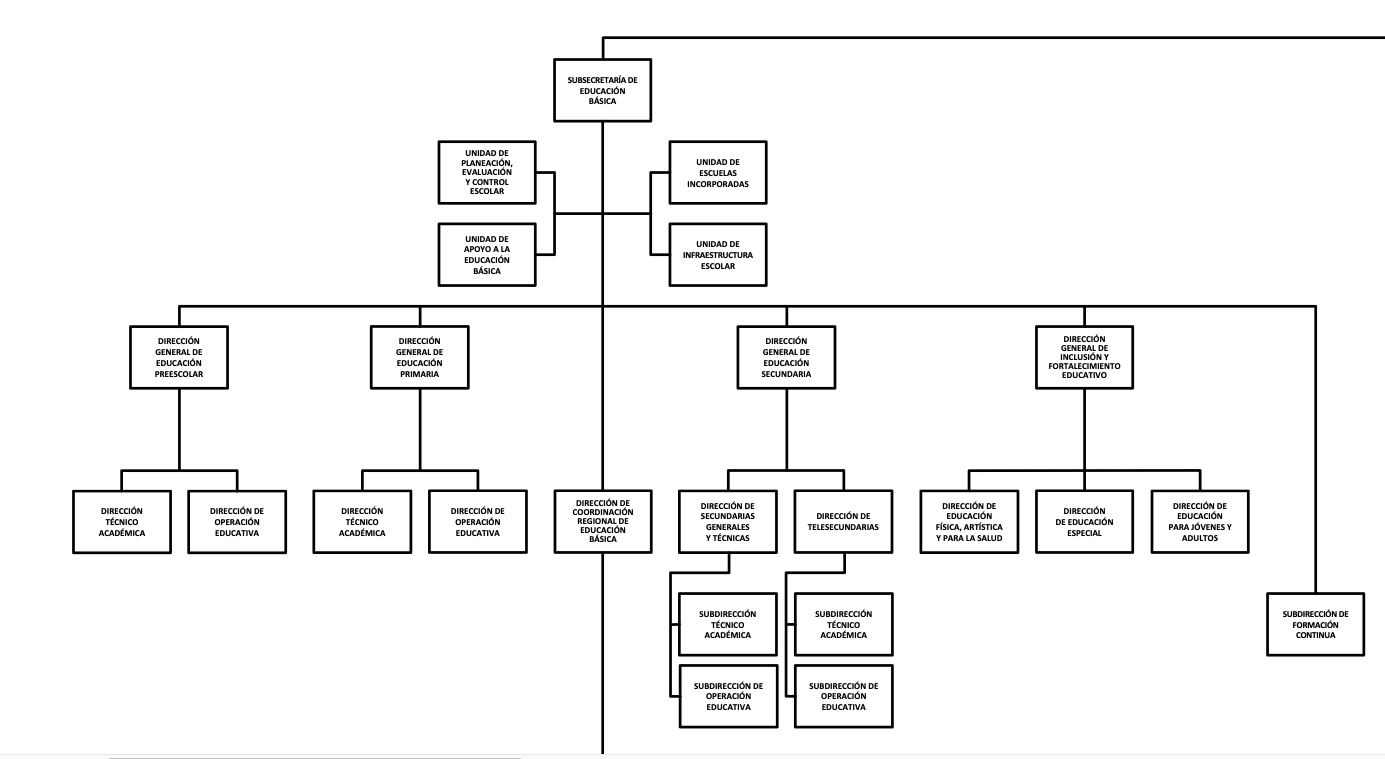 SUBSECRETARÍA DE
EDUCACIÓN
BÁSICA
UNIDAD DE
PLANEACIÓN,
EVALUACIÓN
Y CONTROL
ESCOLAR
UNIDAD DE
ESCUELAS
INCORPORADAS
UNIDAD DE
APOYO A LA
EDUCACIÓN
BÁSICA
UNIDAD DE
INFRAESTRUCTURA
ESCOLAR
DIRECCIÓN
GENERAL DE
EDUCACIÓN
PREESCOLAR
DIRECCIÓN
GENERAL DE
EDUCACIÓN
PRIMARIA
DIRECCIÓN
GENERAL DE
EDUCACIÓN
SECUNDARIA
DIRECCIÓN
GENERAL DE
INCLUSIÓN Y
FORTALECIMIENTO
EDUCATIVO
DIRECCIÓN
TÉCNICO
ACADÉMICA
DIRECCIÓN DE
OPERACIÓN
EDUCATIVA
DIRECCIÓN
TÉCNICO
ACADÉMICA
DIRECCIÓN DE
OPERACIÓN
EDUCATIVA
DIRECCIÓN DE
COORDINACIÓN
REGIONAL DE
EDUCACIÓN
BÁSICA
DIRECCIÓN DE
SECUNDARIAS
GENERALES
Y TÉCNICAS
DIRECCIÓN DE
TELESECUNDARIAS
DIRECCIÓN DE
EDUCACIÓN
FÍSICA, ARTÍSTICA
Y PARA LA SALUD
DIRECCIÓN
DE EDUCACIÓN
ESPECIAL
DIRECCIÓN DE
EDUCACIÓN
PARA JÓVENES Y
ADULTOS
SUBDIRECCIÓN
TÉCNICO
ACADÉMICA
SUBDIRECCIÓN
TÉCNICO
ACADÉMICA
SUBDIRECCIÓN DE
FORMACIÓN
CONTINUA
SUBDIRECCIÓN DE
OPERACIÓN
EDUCATIVA
SUBDIRECCIÓN DE
OPERACIÓN
EDUCATIVA